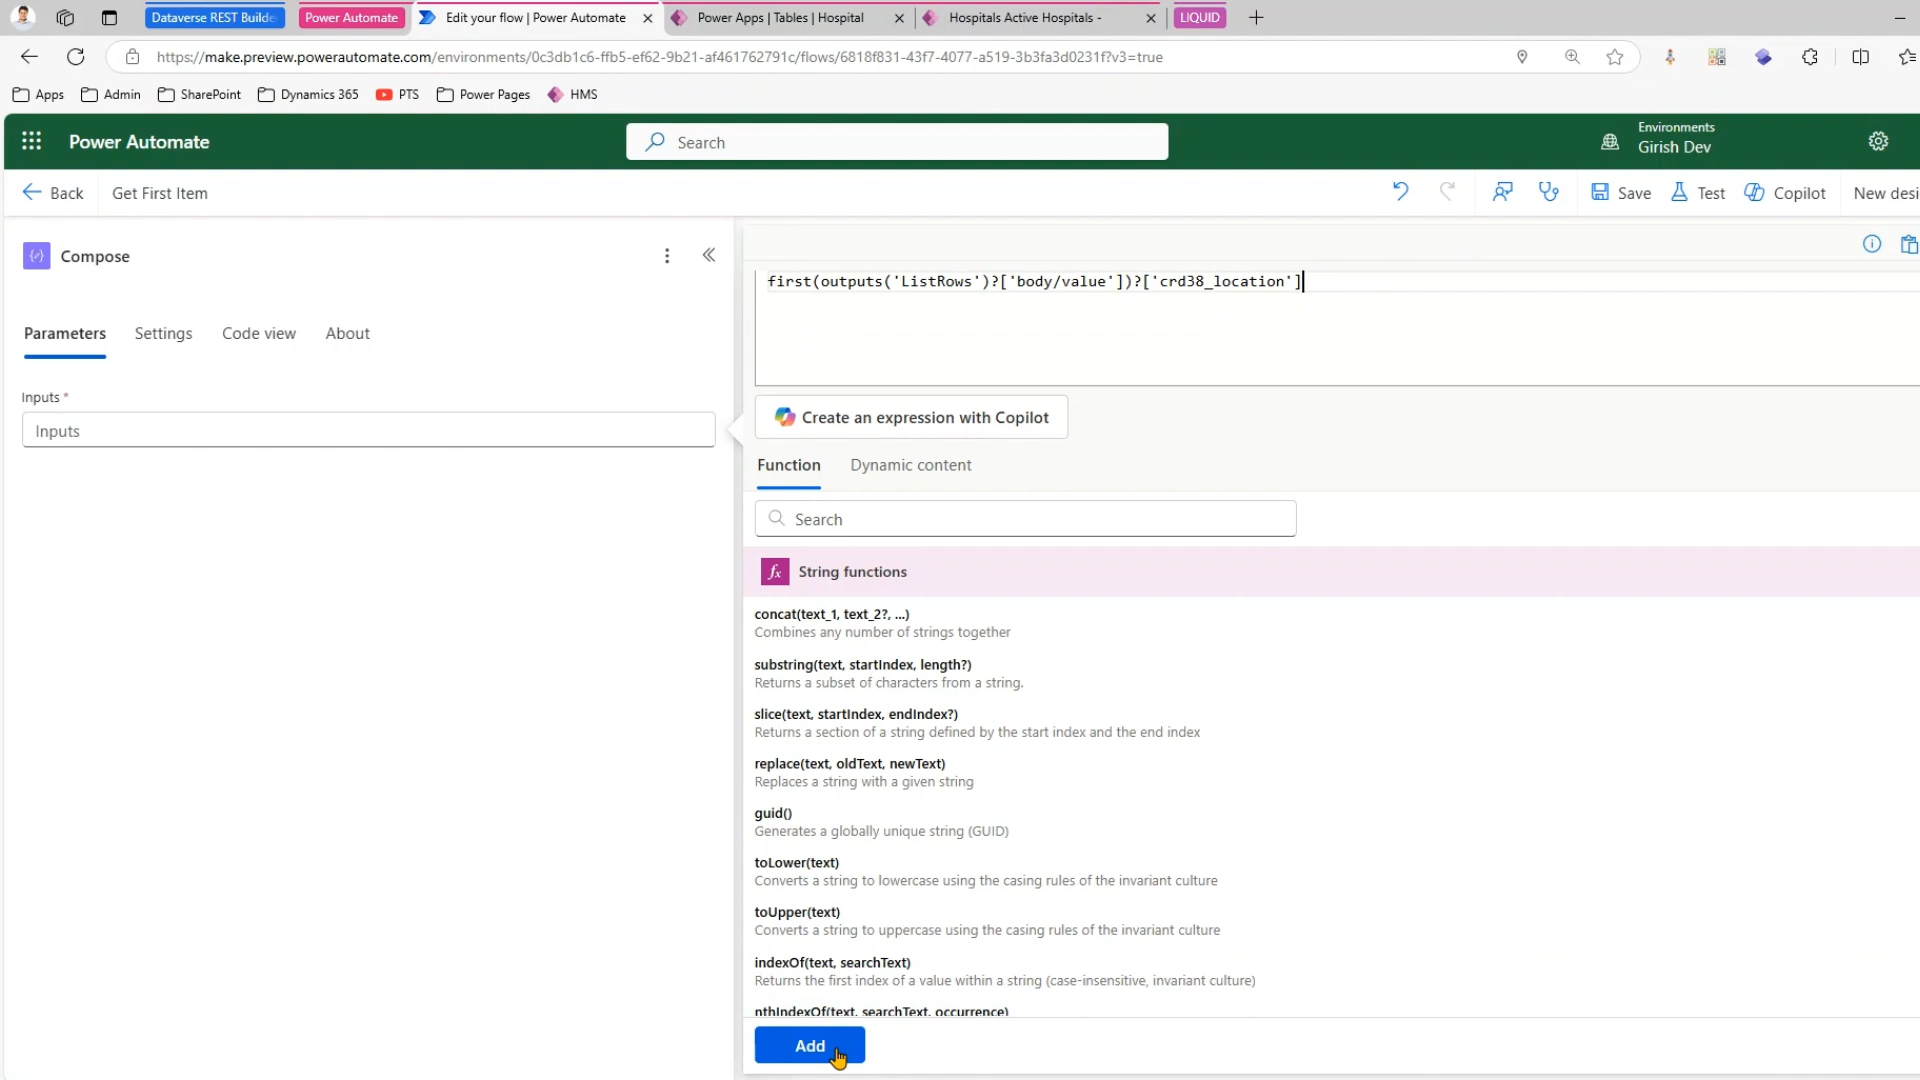 Dataverse REST Builde
Power Automate
Edit your flow | Power Automate
Power Apps | Tables | Hospital
Hospitals Active Hospitals -
LIQUID
https://make.preview.powerautomate.com/environments/0c3db1c6-ffb5-ef62-9b21-af461762791c/flows/6818f831-43f7-4077-a519-3b3fa3d0231f?v3=true
Apps
Admin
SharePoint
Dynamics 365
PTS
Power Pages
HMS
Power Automate
Search
Environments
Girish Dev
Back
Get First Item
Save
Test
Copilot
New desi
Compose
Parameters
Settings
Code view
About
Inputs *
Inputs
first(outputs('ListRows')?['body/value'])?['crd38_location']
Create an expression with Copilot
Function
Dynamic content
Search
fx String functions
concat(text_1, text_2?, ...)
Combines any number of strings together
substring(text, startIndex, length?)
Returns a subset of characters from a string.
slice(text, startIndex, endIndex?)
Returns a section of a string defined by the start index and the end index
replace(text, oldText, newText)
Replaces a string with a given string
guid()
Generates a globally unique string (GUID)
toLower(text)
Converts a string to lowercase using the casing rules of the invariant culture
toUpper(text)
Converts a string to uppercase using the casing rules of the invariant culture
indexOf(text, searchText)
Returns the first index of a value within a string (case-insensitive, invariant culture)
nthIndexOf(text, searchText, occurrence)
Add